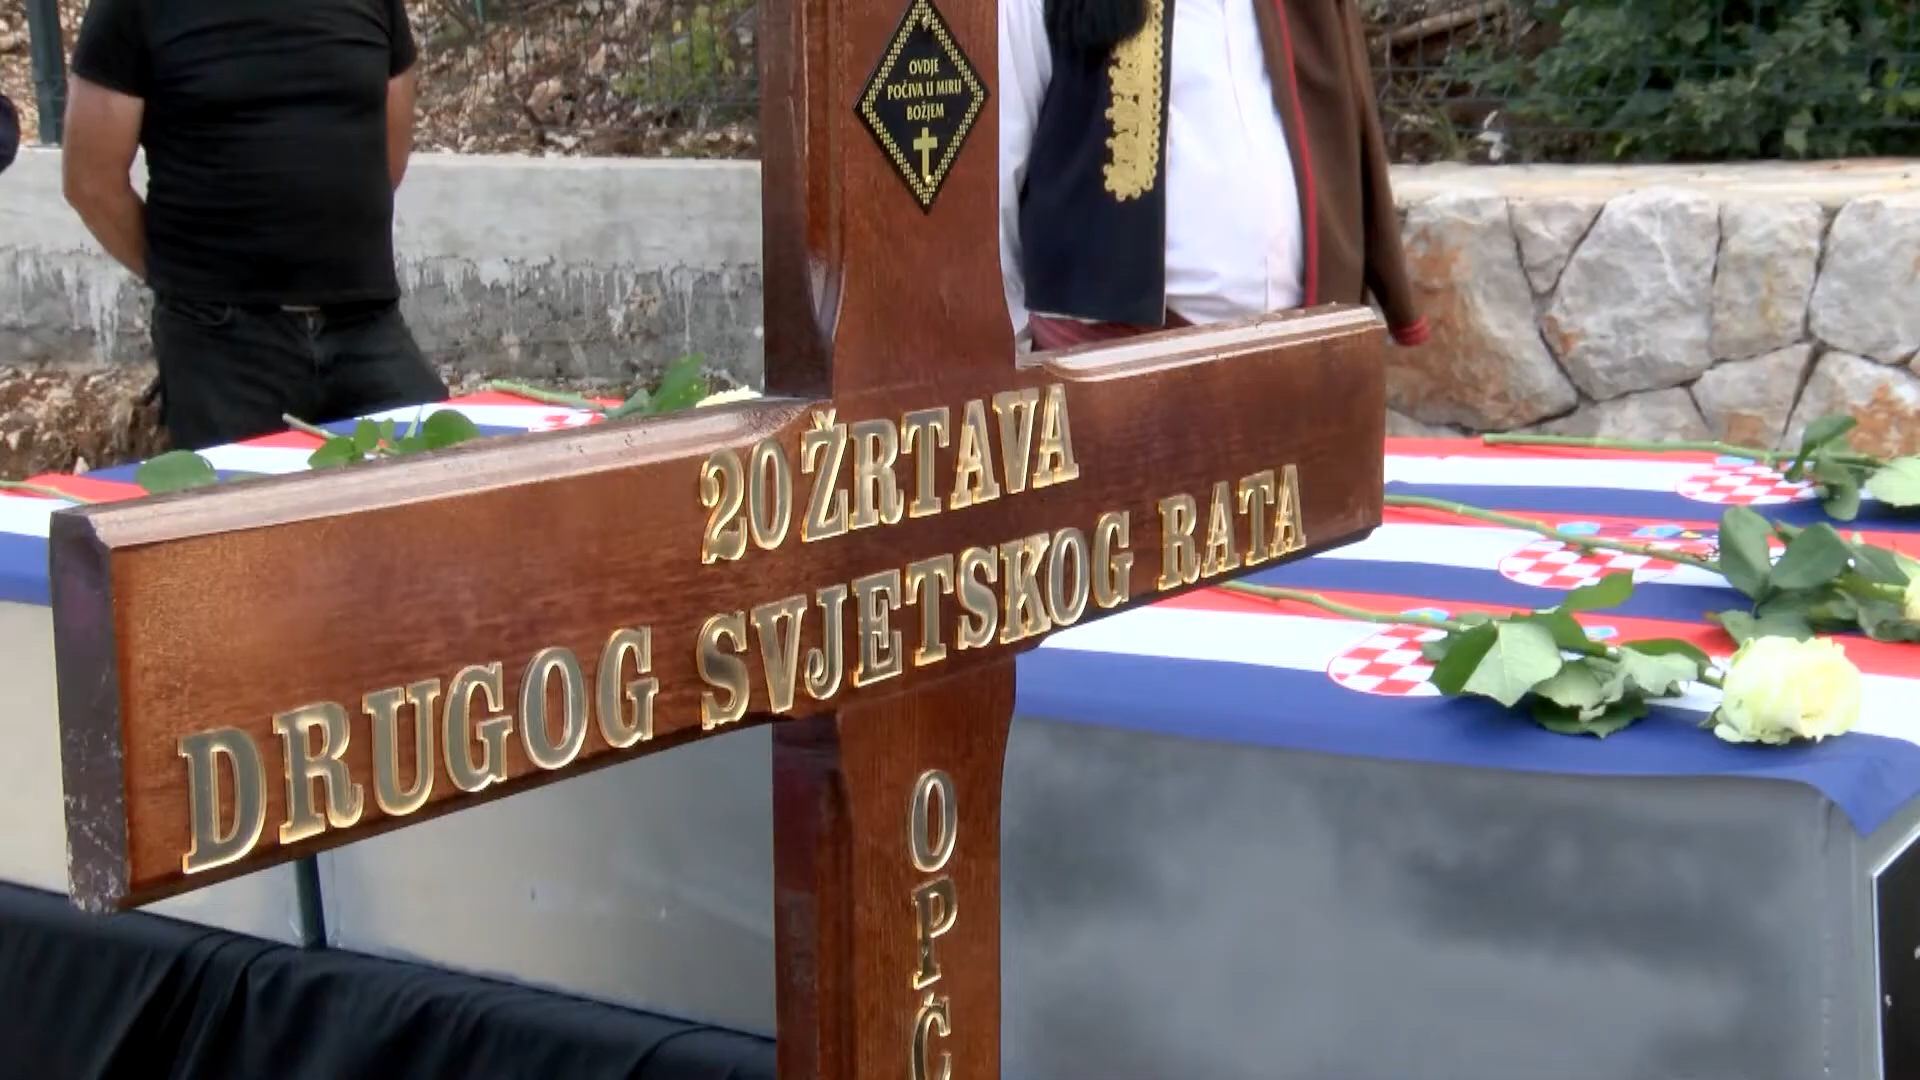 OVDJE
POČIVA U MIRU
BOŽJEM
20 ŽRTAVA
DRUGOG SVJETSKOG RATA
OPĆ